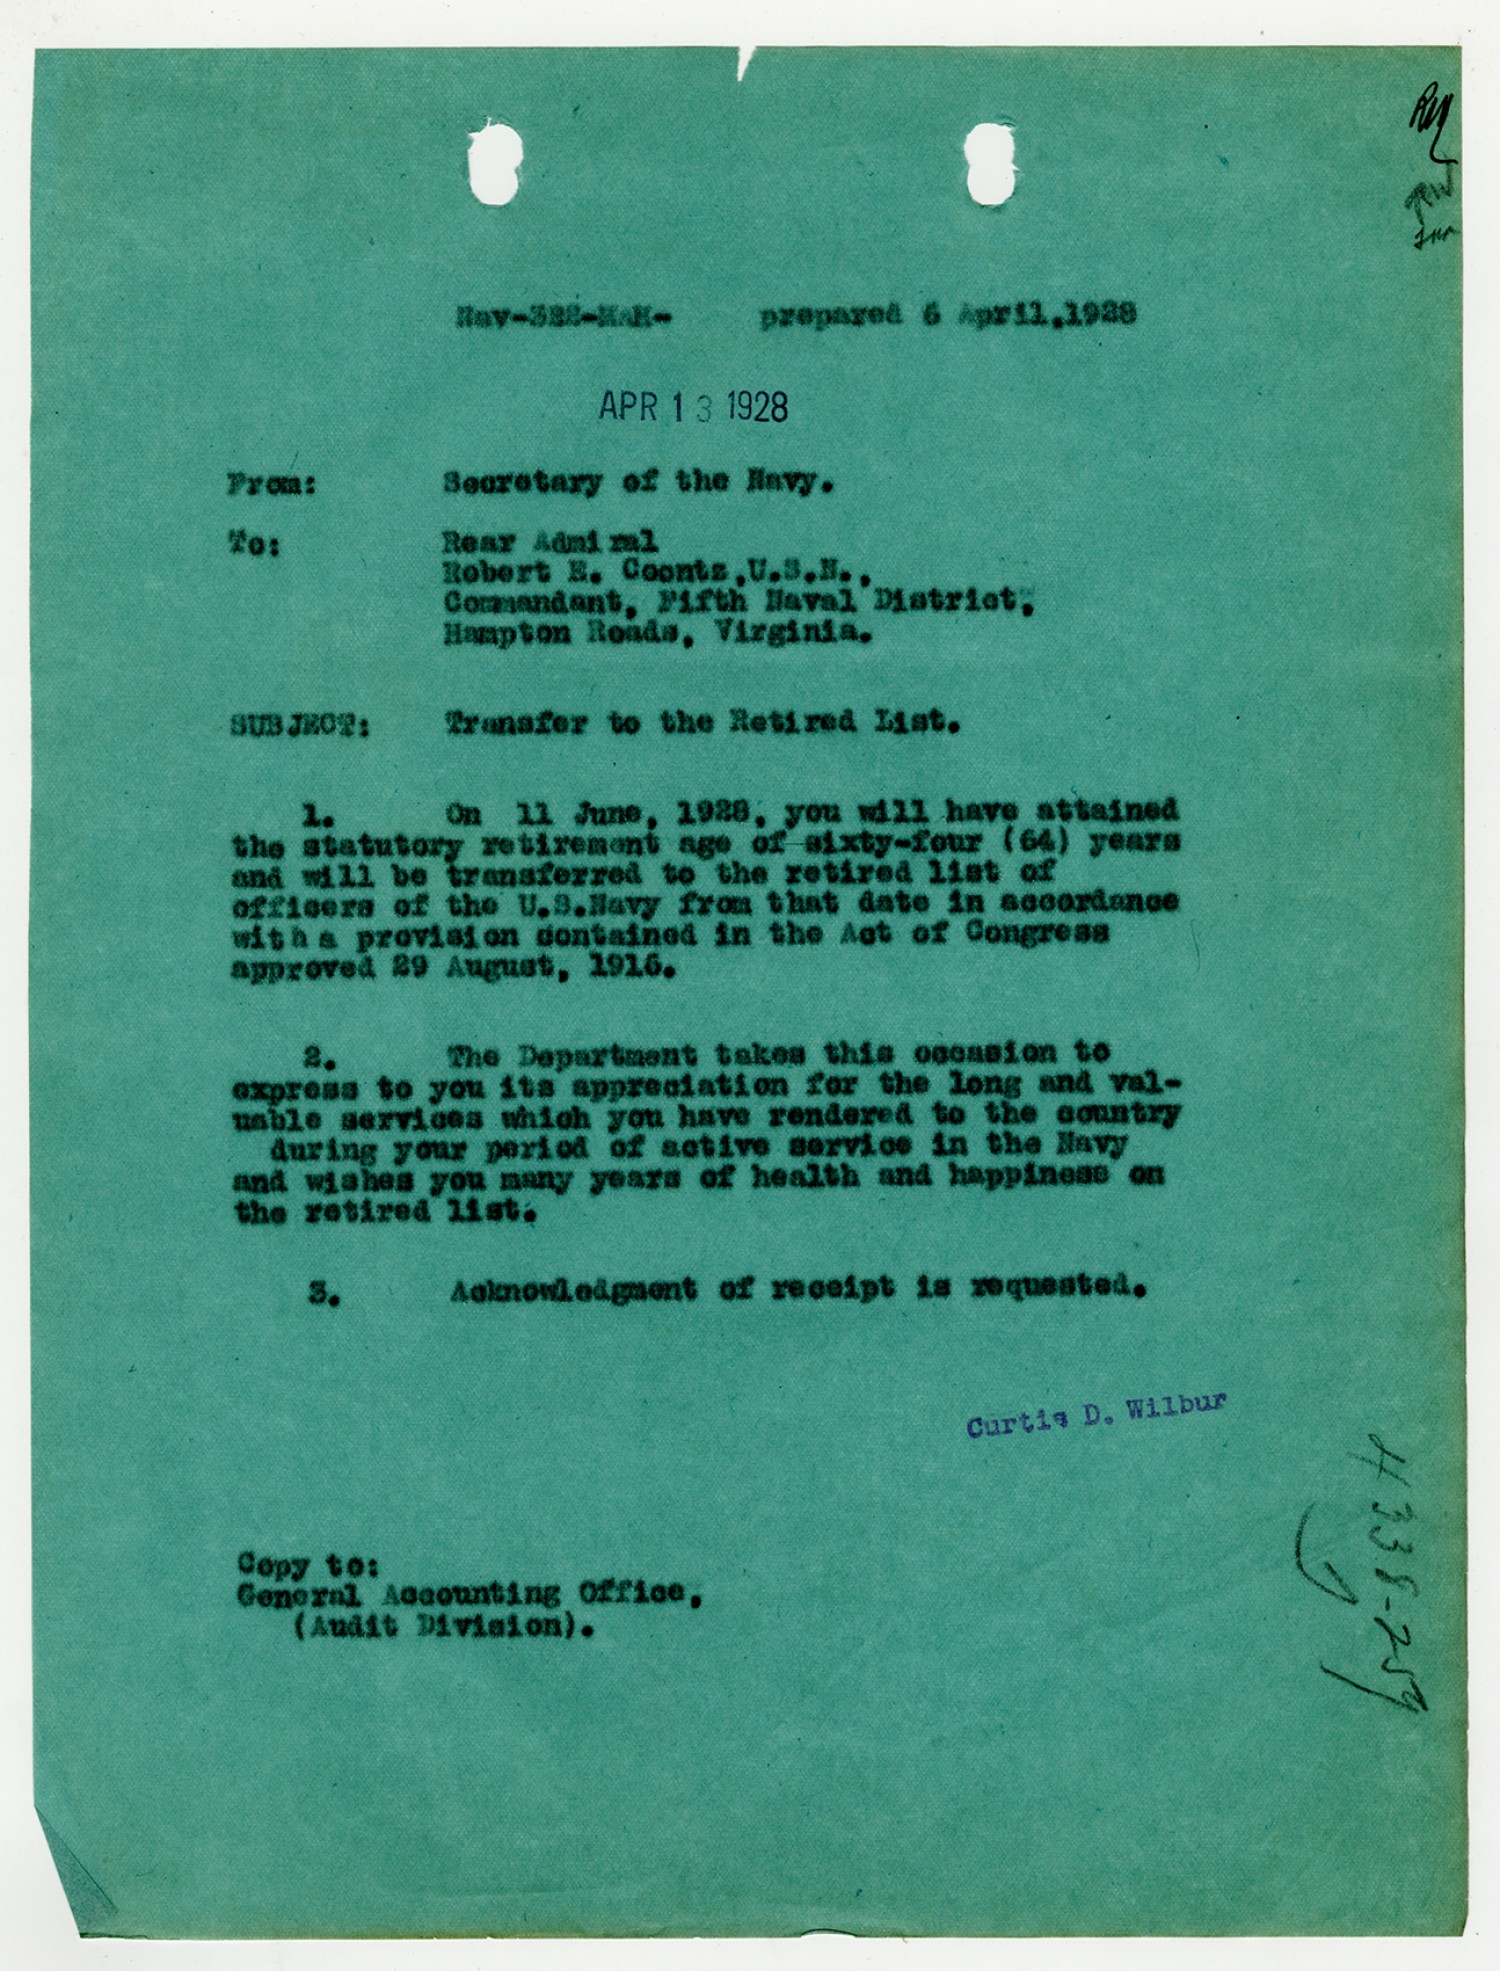 Nav-322-MAM- prepared 6 April,1928
APR 13 1928
From: Secretary of the Navy.
To: Rear Admiral
Robert E. Coontz,U.S.N.,
Commandant, Fifth Naval District,
Hampton Roads, Virginia.
SUBJECT: Transfer to the Retired List.
1. On 11 June, 1928, you will have attained
the statutory retirement age of sixty-four (64) years
and will be transferred to the retired list of
officers of the U.S.Navy from that date in accordance
with a provision contained in the Act of Congress
approved 29 August, 1916.
2. The Department takes this occasion to
express to you its appreciation for the long and val-
uable services which you have rendered to the country
during your period of active service in the Navy
and wishes you many years of health and happiness on
the retired list.
3. Acknowledgment of receipt is requested.
Curtis D. Wilbur
Copy to:
General Accounting Office,
(Audit Division).